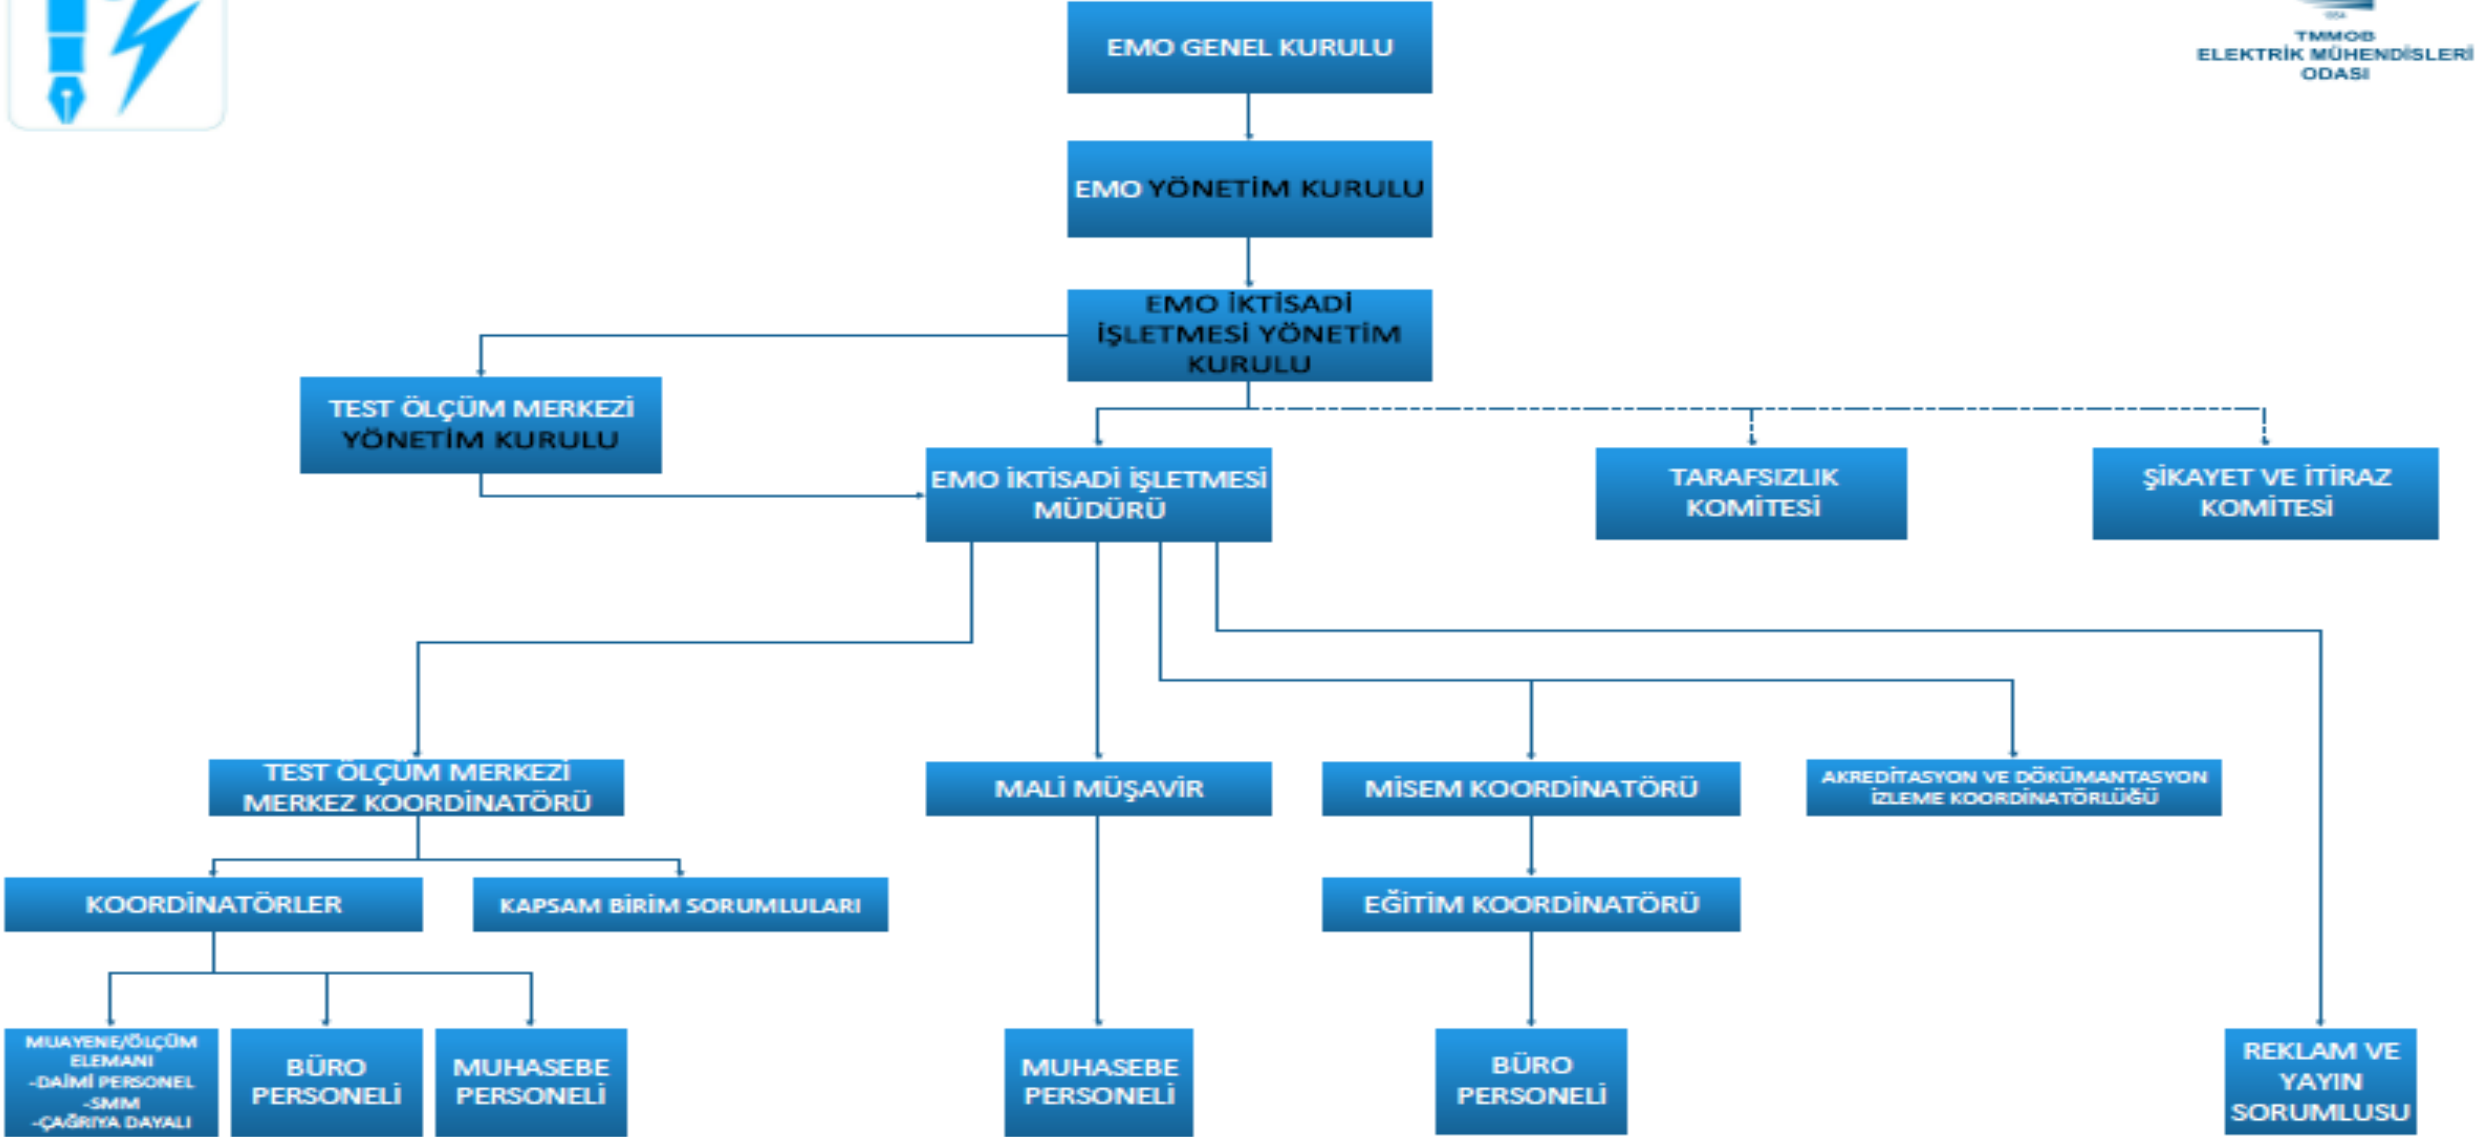 TMMOB
ELEKTRİK MÜHENDİSLERİ
ODASI
EMO GENEL KURULU
EMO YÖNETİM KURULU
EMO İKTİSADİ
İŞLETMESİ YÖNETİM
KURULU
TEST ÖLÇÜM MERKEZİ
YÖNETİM KURULU
EMO İKTİSADİ İŞLETMESİ
MÜDÜRÜ
TARAFSIZLIK
KOMİTESİ
ŞİKAYET VE İTİRAZ
KOMİTESİ
TEST ÖLÇÜM MERKEZİ
MERKEZ KOORDİNATÖRÜ
MALİ MÜŞAVİR
MİSEM KOORDİNATÖRÜ
AKREDİTASYON VE DÖKÜMANTASYON
İZLEME KOORDİNATÖRLÜĞÜ
KOORDİNATÖRLER
KAPSAM BİRİM SORUMLULARI
EĞİTİM KOORDİNATÖRÜ
MUAYENE/ÖLÇÜM
ELEMANI
-DAİMİ PERSONEL
-SMM
-ÇAĞRIYA DAYALI
BÜRO
PERSONELİ
MUHASEBE
PERSONELİ
MUHASEBE
PERSONELİ
BÜRO
PERSONELİ
REKLAM VE
YAYIN
SORUMLUSU